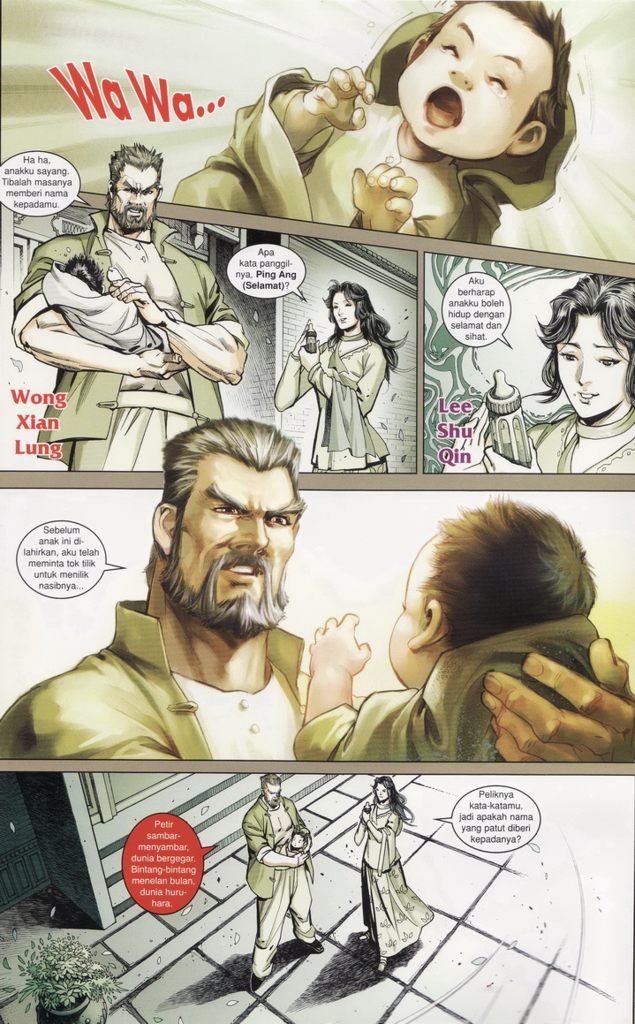 Wa Wa...
Ha ha,
anakku sayang.
Tibalah masanya
memberi nama
kepadamu.
Apa
kata panggil-
nya, Ping Ang
(Selamat)?
Aku
berharap
anakku boleh
hidup dengan
selamat dan
sihat.
Wong
Xian
Lung
Lee
Shu
Qin
Sebelum
anak ini di-
lahirkan, aku telah
meminta tok tilik
untuk menilik
nasibnya...
Petir
sambar-
menyambar,
dunia bergegar.
Bintang-bintang
menelan bulan,
dunia huru-
hara.
Peliknya
kata-katamu,
jadi apakah nama
yang patut diberi
kepadanya?